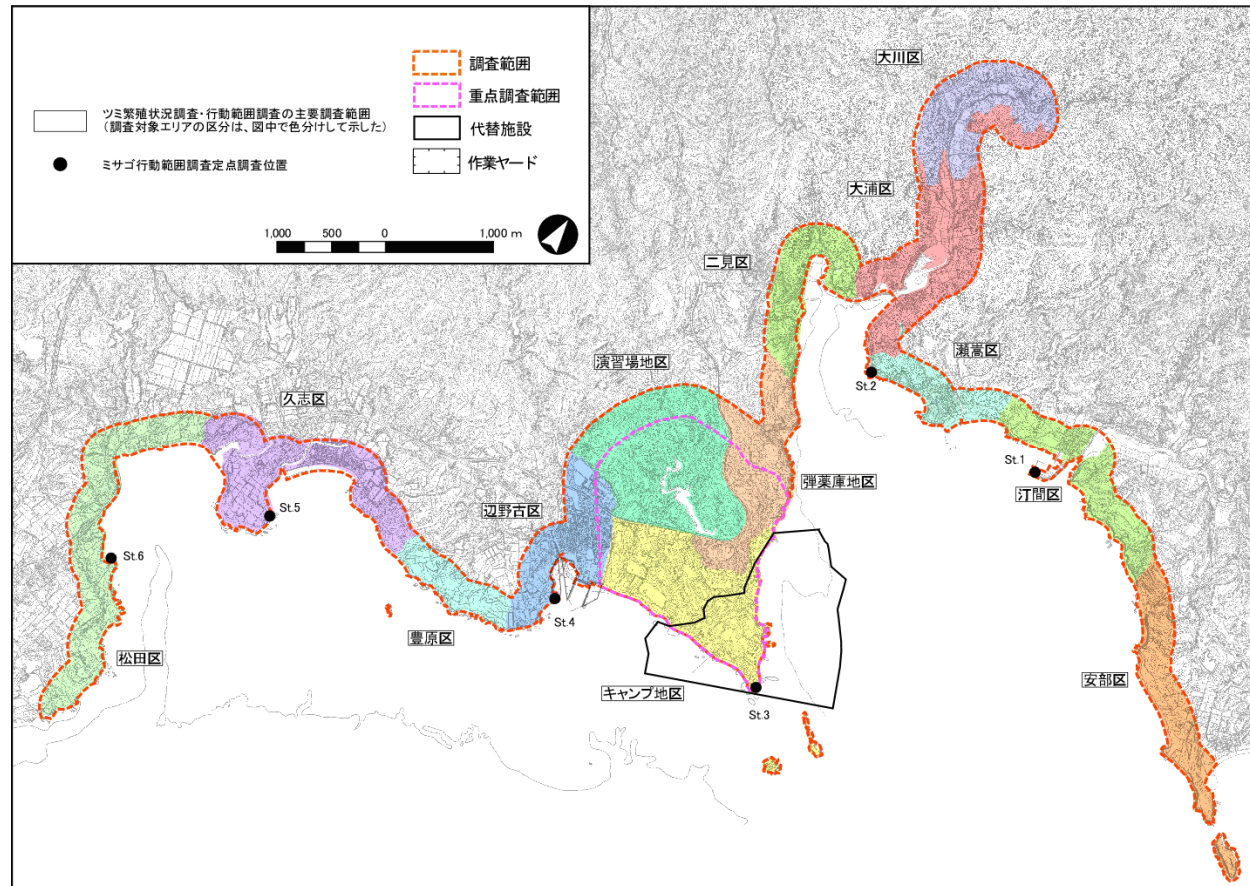 調査範囲
重点調査範囲
代替施設
作業ヤード
ツミ繁殖状況調査・行動範囲調査の主要調査範囲
(調査対象エリアの区分は、図中で色分けして示した)
ミサゴ行動範囲調査定点調査位置
1,000 500 0 1,000 m
大川区
大浦区
二見区
瀬嵩区
St.2
演習場地区
久志区
St.1
汀間区
弾薬庫地区
辺野古区
St.5
St.6
St.4
豊原区
松田区
キャンプ地区
St.3
安部区